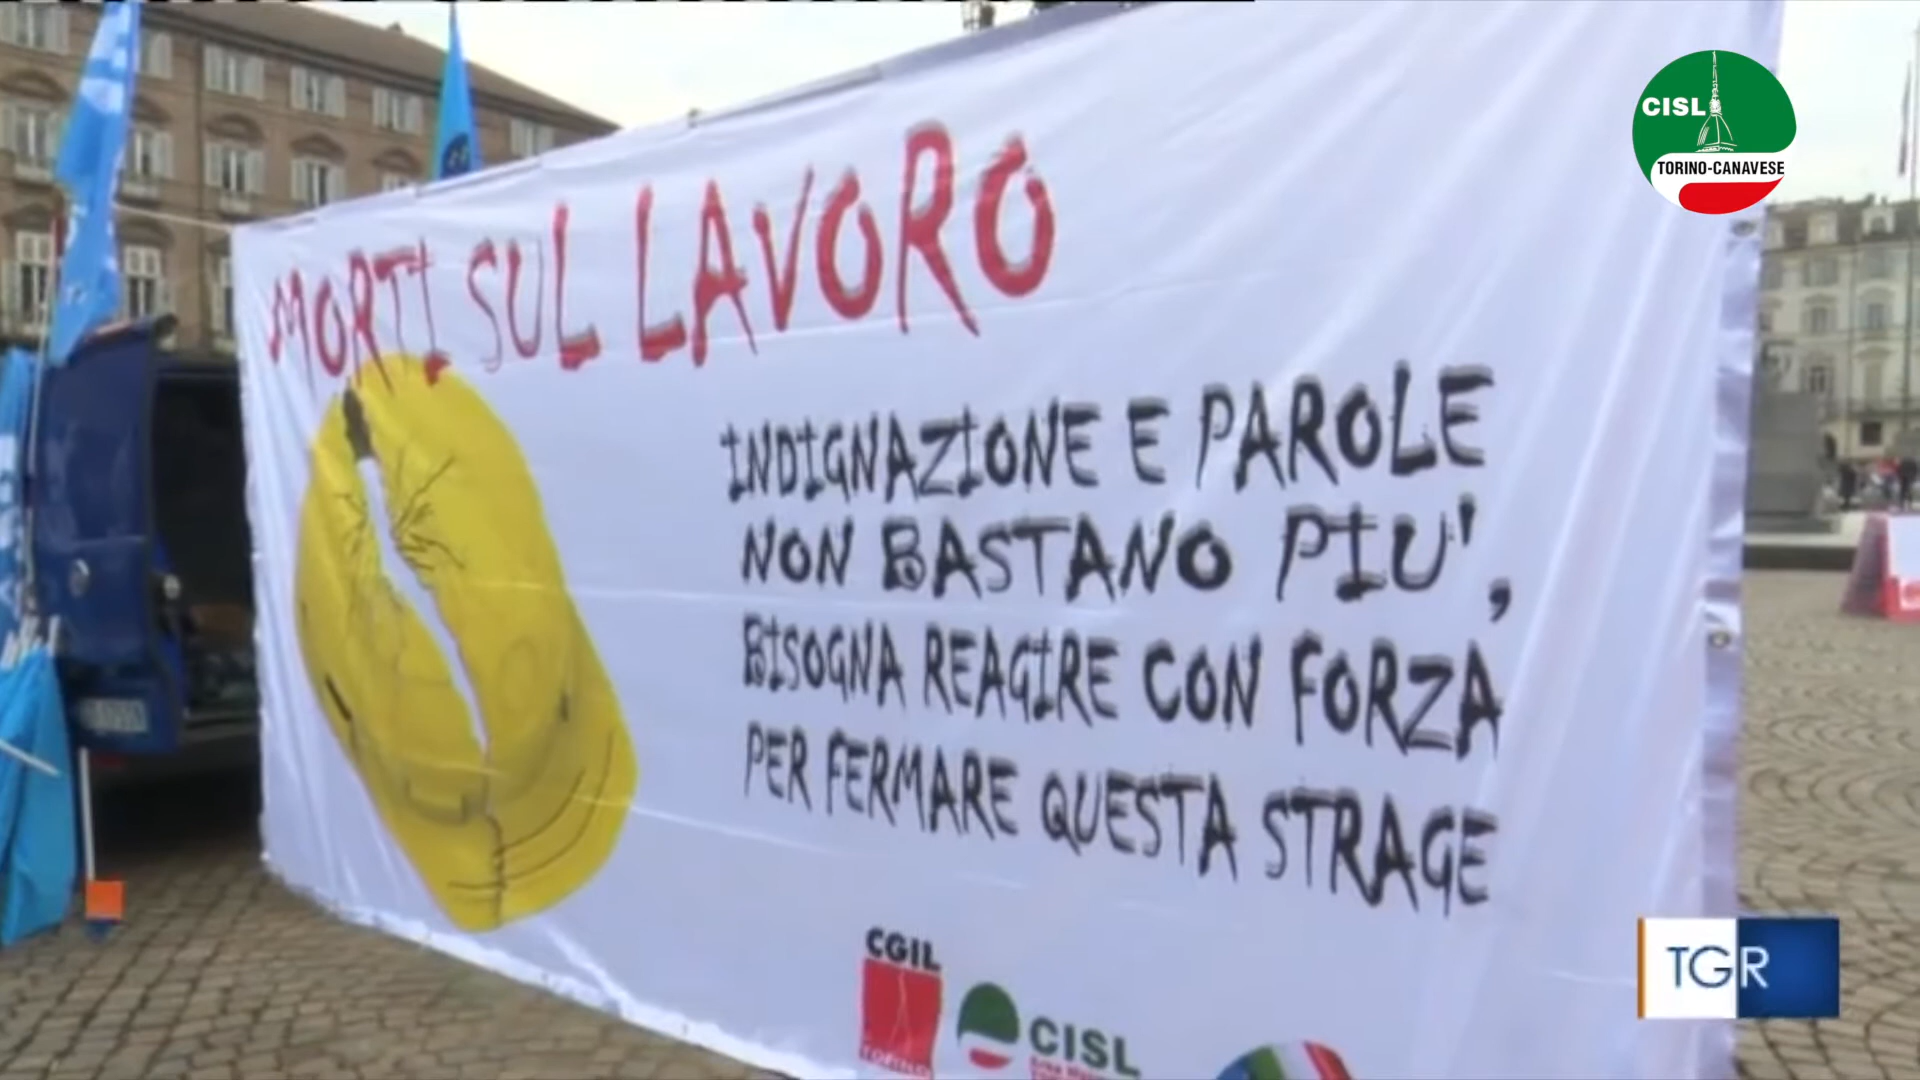 CISL
TORINO-CANAVESE
MORTI SUL LAVORO
INDIGNAZIONE E PAROLE
NON BASTANO PIU',
BISOGNA REAGIRE CON FORZA
PER FERMARE QUESTA STRAGE
CGIL
TORINO
CISL
TGR